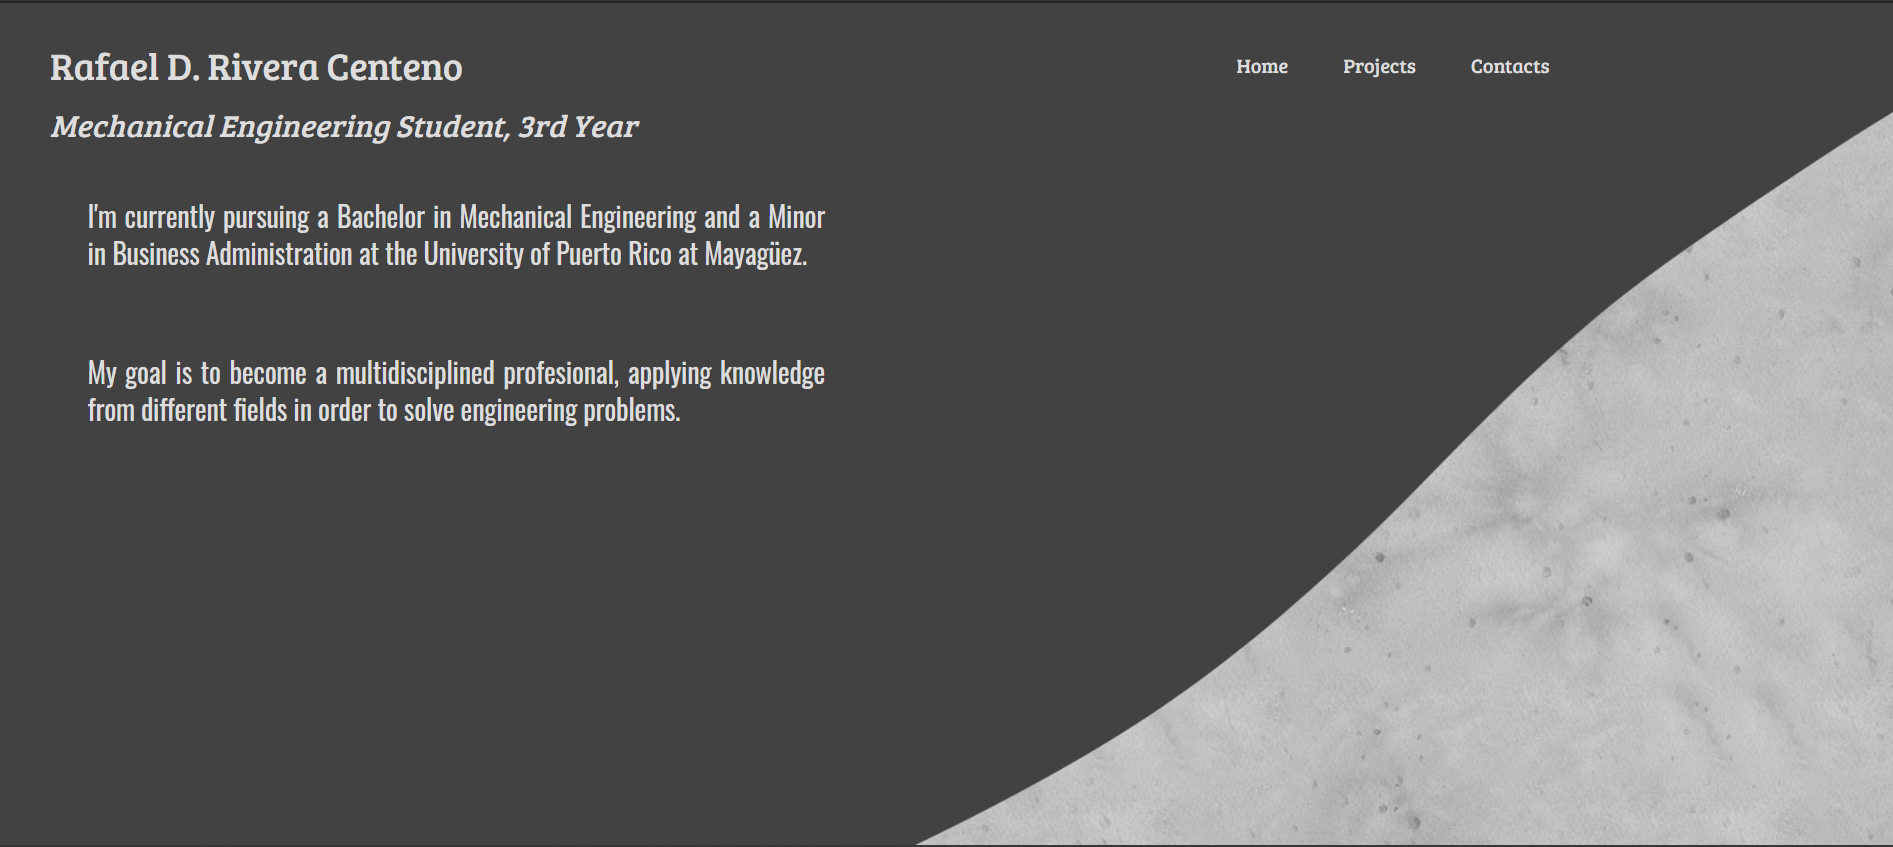 Rafael D. Rivera Centeno
Home Projects Contacts
Mechanical Engineering Student, 3rd Year
I'm currently pursuing a Bachelor in Mechanical Engineering and a Minor
in Business Administration at the University of Puerto Rico at Mayagüez.
My goal is to become a multidisciplined profesional, applying knowledge
from different fields in order to solve engineering problems.